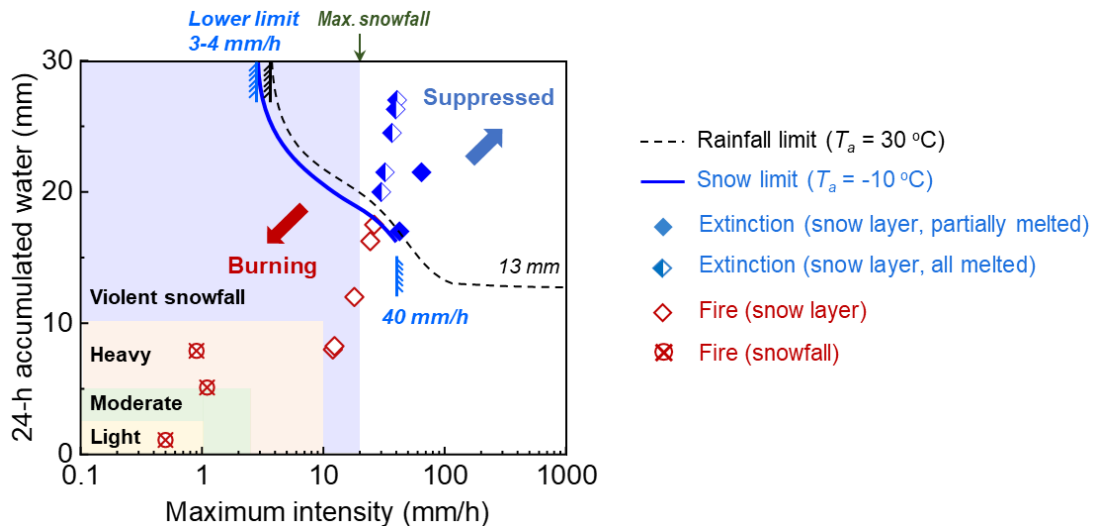 Lower limit
3-4 mm/h
Max. snowfall
30
20
10
0
24-h accumulated water (mm)
Suppressed
Burning
13 mm
40 mm/h
Violent snowfall
Heavy
Moderate
Light
0.1
1
10
100
1000
Maximum intensity (mm/h)
Rainfall limit (Ta = 30 oC)
Snow limit (Ta = -10 oC)
Extinction (snow layer, partially melted)
Extinction (snow layer, all melted)
Fire (snow layer)
Fire (snowfall)